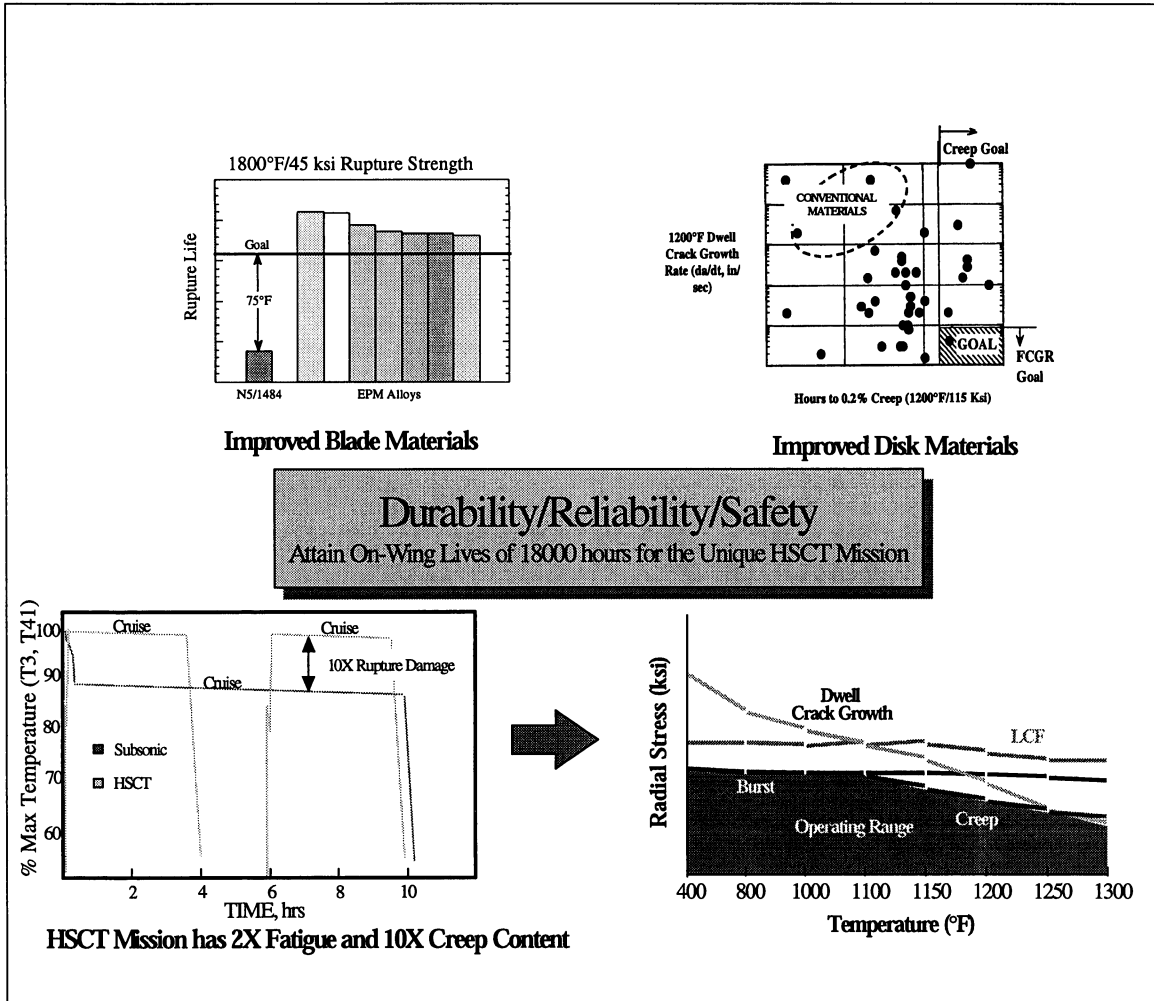 1800°F/45 ksi Rupture Strength
Rupture Life
Goal
75°F
N5/1484
EPM Alloys
Improved Blade Materials
Creep Goal
CONVENTIONAL
MATERIALS
1200°F Dwell
Crack Growth
Rate (da/dt, in/
sec)
GOAL
FCGR
Goal
Hours to 0.2% Creep (1200°F/115 Ksi)
Improved Disk Materials
Durability/Reliability/Safety
Attain On-Wing Lives of 18000 hours for the Unique HSCT Mission
% Max Temperature (T3, T41)
100
90
80
70
60
Cruise
Cruise
10X Rupture Damage
Cruise
Subsonic
HSCT
2
4
6
8
10
TIME, hrs
HSCT Mission has 2X Fatigue and 10X Creep Content
Radial Stress (ksi)
Dwell
Crack Growth
LCF
Burst
Creep
Operating Range
400
800
1000
1100
1150
1200
1250
1300
Temperature (°F)